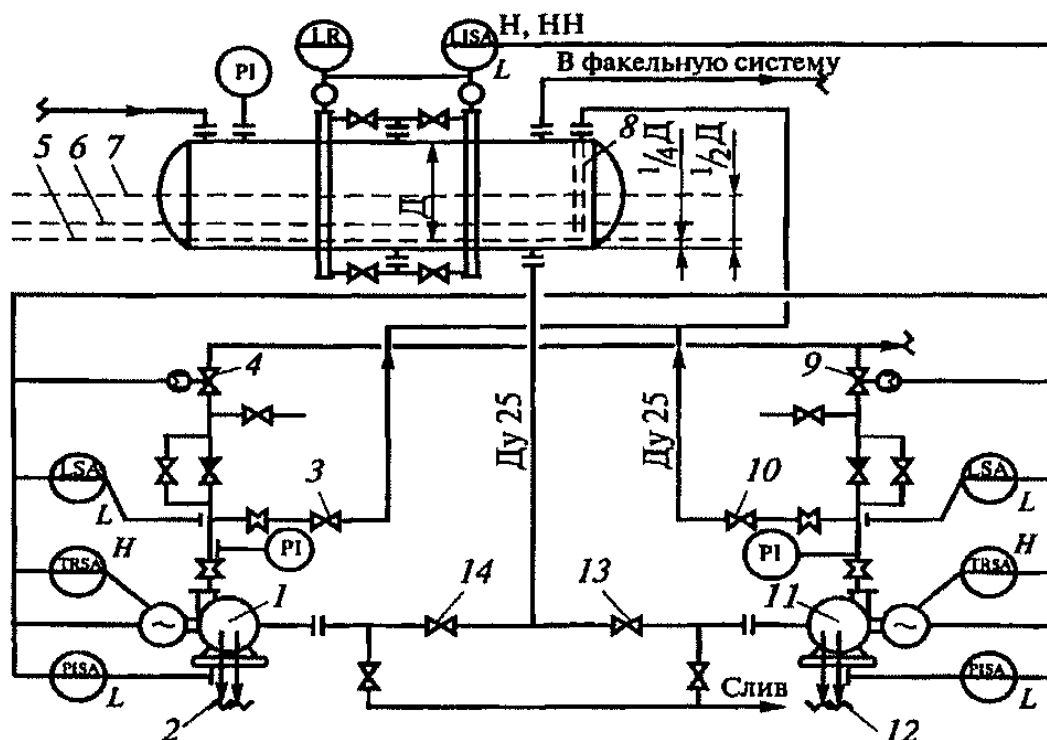 LR
LISA
H, HH
L
PI
В факельную систему
5
6
7
8
Д
1/4Д
1/2Д
4
9
Ду 25
Ду 25
LSA
L
3
10
LSA
L
H
PI
PI
H
TRSA
1
14
13
11
TRSA
PISA
L
2
Слив
12
PISA
L